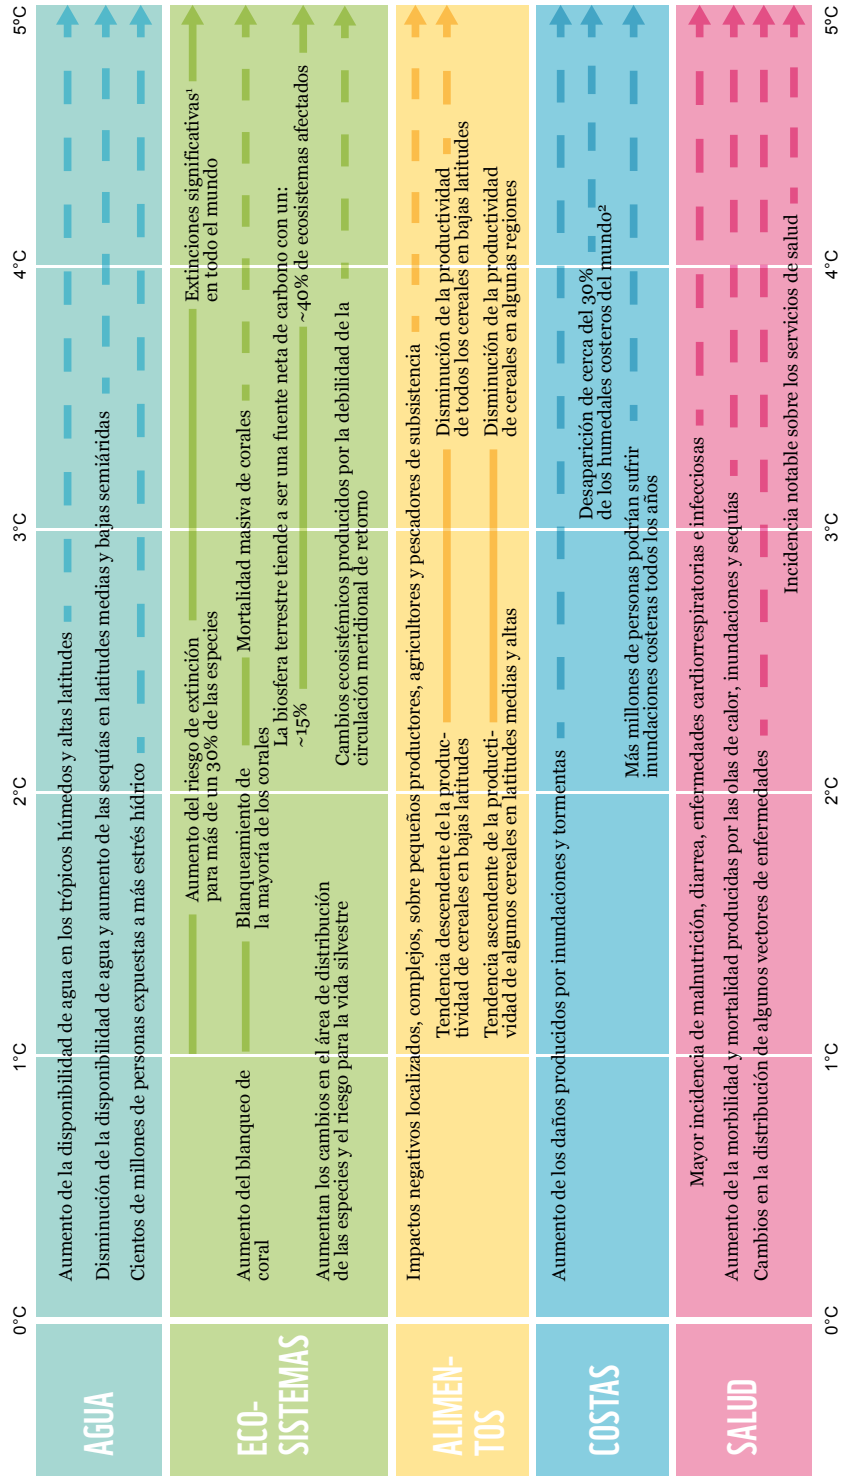 0°C
1°C
2°C
3°C
4°C
5°C
AGUA
Aumento de la disponibilidad de agua en los trópicos húmedos y altas latitudes
Disminución de la disponibilidad de agua y aumento de las sequías en latitudes medias y bajas semiáridas
Cientos de millones de personas expuestas a más estrés hídrico
ECO-
SISTEMAS
Aumento del riesgo de extinción
para más de un 30% de las especies
Extinciones significativas¹
en todo el mundo
Aumento del blanqueo de
coral
Blanqueamiento de
la mayoría de los corales
Mortalidad masiva de corales
La biosfera terrestre tiende a ser una fuente neta de carbono con un:
~15%
~40% de ecosistemas afectados
Aumentan los cambios en el área de distribución
de las especies y el riesgo para la vida silvestre
Cambios ecosistémicos producidos por la debilidad de la
circulación meridional de retorno
ALIMEN-
TOS
Impactos negativos localizados, complejos, sobre pequeños productores, agricultores y pescadores de subsistencia
Tendencia descendente de la produc-
tividad de cereales en bajas latitudes
Disminución de la productividad
de todos los cereales en bajas latitudes
Tendencia ascendente de la producti-
vidad de algunos cereales en latitudes medias y altas
Disminución de la productividad
de cereales en algunas regiones
COSTAS
Aumento de los daños producidos por inundaciones y tormentas
Desaparición de cerca del 30%
de los humedales costeros del mundo²
Más millones de personas podrían sufrir
inundaciones costeras todos los años
SALUD
Mayor incidencia de malnutrición, diarrea, enfermedades cardiorrespiratorias e infecciosas
Aumento de la morbilidad y mortalidad producidas por las olas de calor, inundaciones y sequías
Cambios en la distribución de algunos vectores de enfermedades
Incidencia notable sobre los servicios de salud
0°C
1°C
2°C
3°C
4°C
5°C